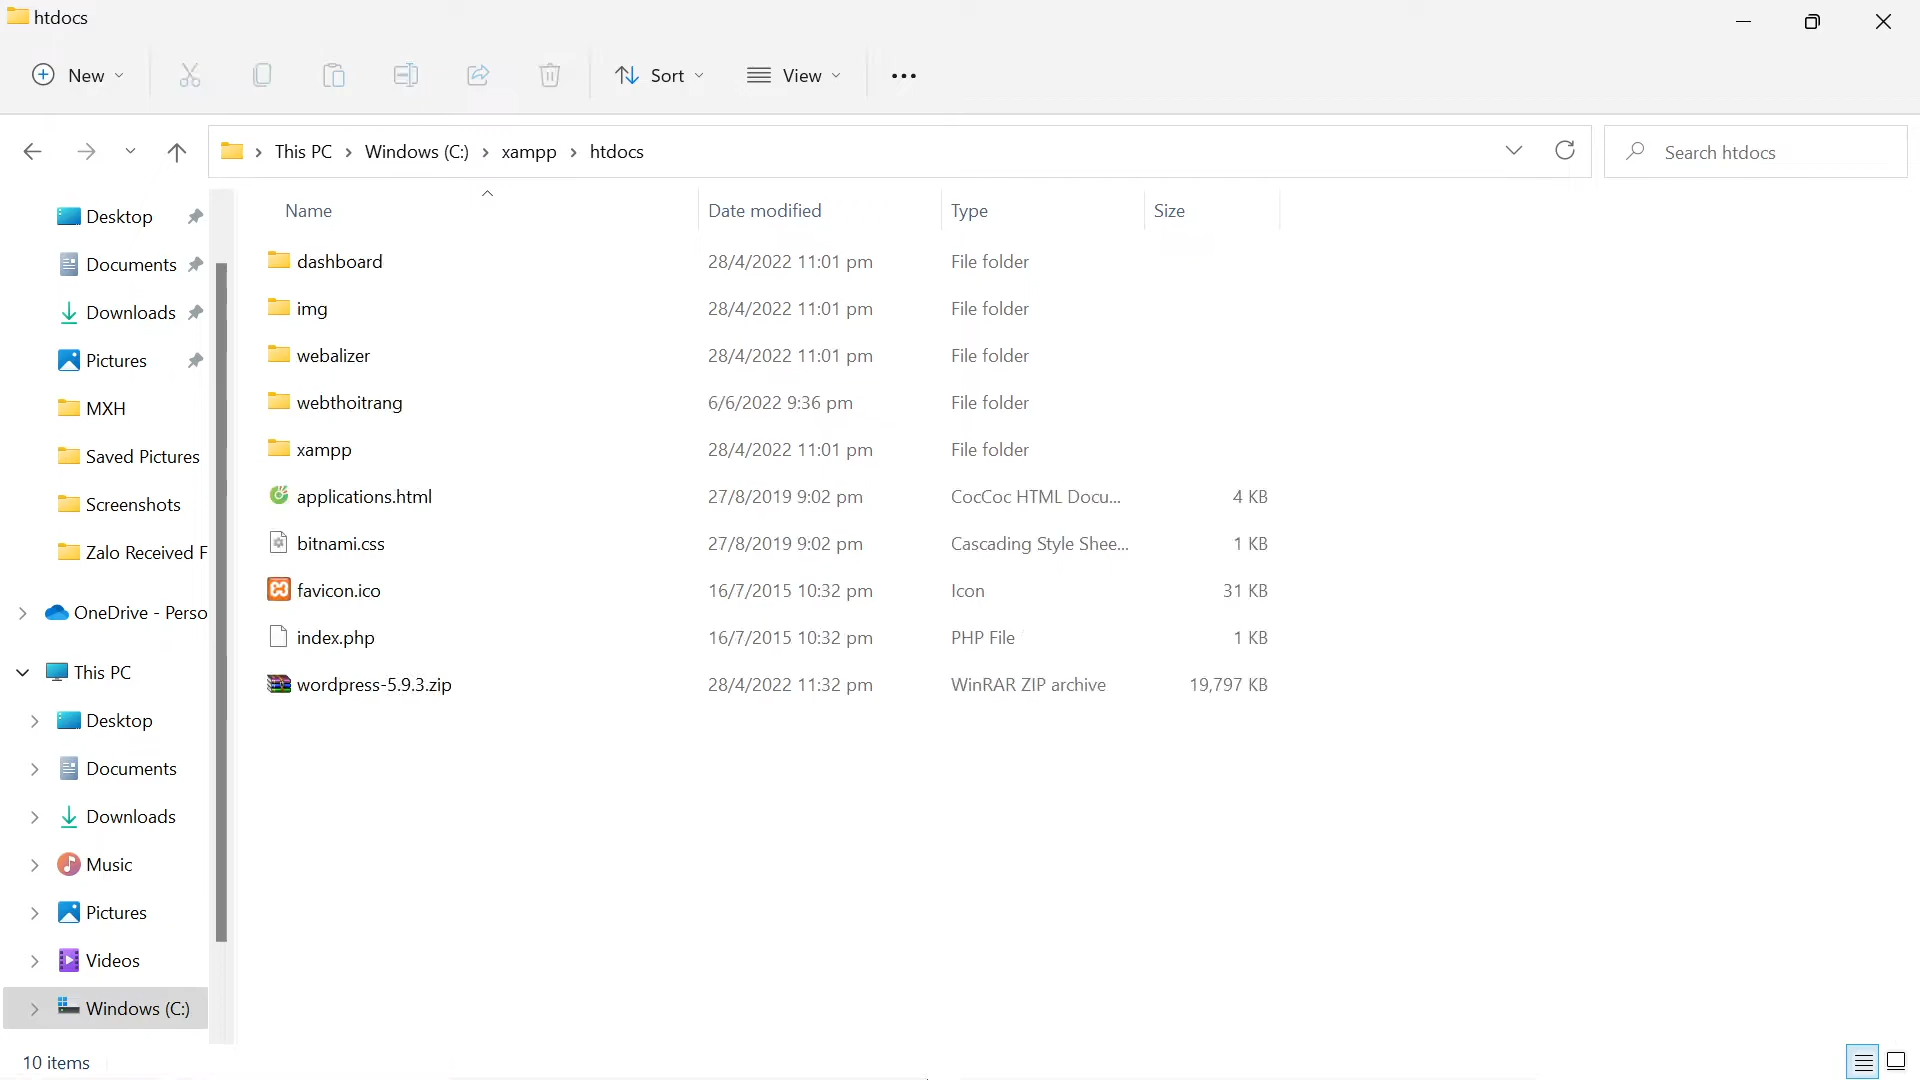 htdocs
New
Sort
View
This PC
Windows (C:)
xampp
htdocs
Search htdocs
Desktop
Documents
Downloads
Pictures
MXH
Saved Pictures
Screenshots
Zalo Received F
OneDrive - Perso
This PC
Desktop
Documents
Downloads
Music
Pictures
Videos
Windows (C:)
Name Date modified Type Size
dashboard 28/4/2022 11:01 pm File folder
img 28/4/2022 11:01 pm File folder
webalizer 28/4/2022 11:01 pm File folder
webthoitrang 6/6/2022 9:36 pm File folder
xampp 28/4/2022 11:01 pm File folder
applications.html 27/8/2019 9:02 pm CocCoc HTML Docu... 4 KB
bitnami.css 27/8/2019 9:02 pm Cascading Style Shee... 1 KB
favicon.ico 16/7/2015 10:32 pm Icon 31 KB
index.php 16/7/2015 10:32 pm PHP File 1 KB
wordpress-5.9.3.zip 28/4/2022 11:32 pm WinRAR ZIP archive 19,797 KB
10 items